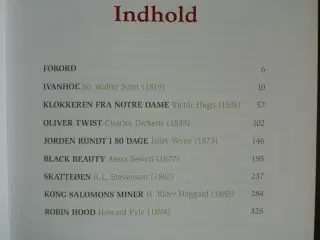 Indhold
FORORD 6
IVANHOE Sir Walter Scott (1819) 10
KLOKKEREN FRA NOTRE DAME Victor Hugo (1831) 57
OLIVER TWIST Charles Dickens (1838) 102
JORDEN RUNDT I 80 DAGE Jules Verne (1873) 146
BLACK BEAUTY Anna Sewell (1877) 195
SKATTEØEN R.L. Stevenson (1882) 237
KONG SALOMONS MINER H. Rider Haggard (1885) 284
ROBIN HOOD Howard Pyle (1894) 328